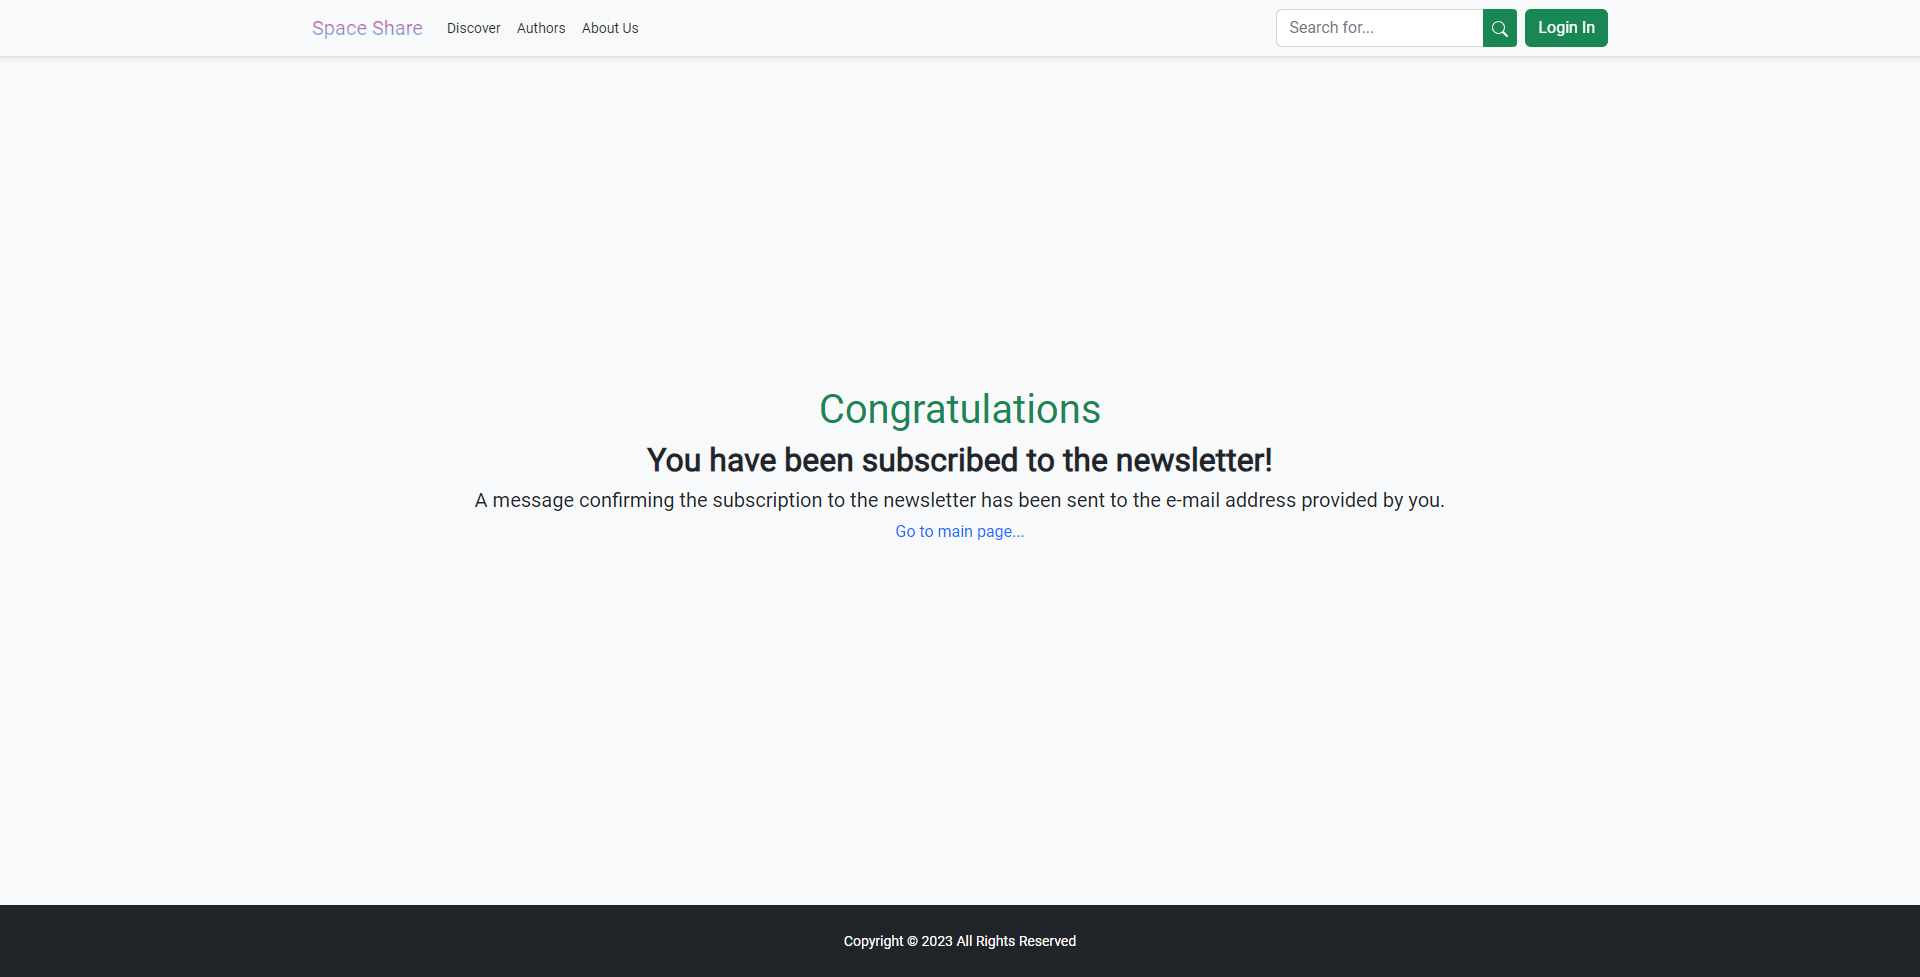 Space Share
Discover
Authors
About Us
Search for...
Login In
Congratulations
You have been subscribed to the newsletter!
A message confirming the subscription to the newsletter has been sent to the e-mail address provided by you.
Go to main page...
Copyright © 2023 All Rights Reserved